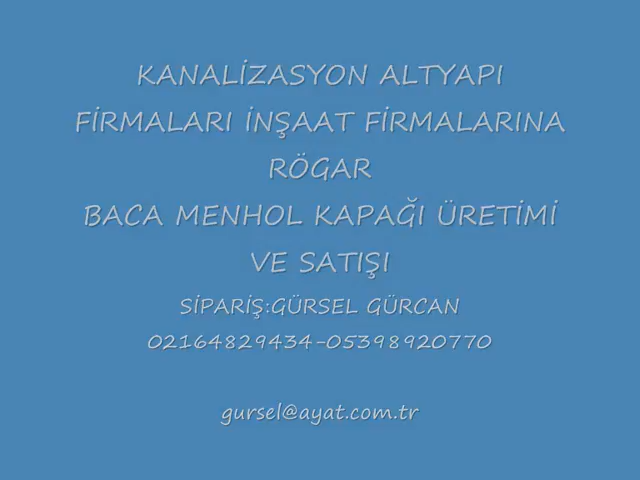 KANALİZASYON ALTYAPI
FİRMALARI İNŞAAT FİRMALARINA
RÖGAR
BACA MENHOL KAPAĞI ÜRETİMİ
VE SATIŞI
SİPARİŞ:GÜRSEL GÜRCAN
02164829434-05398920770
gursel@ayat.com.tr